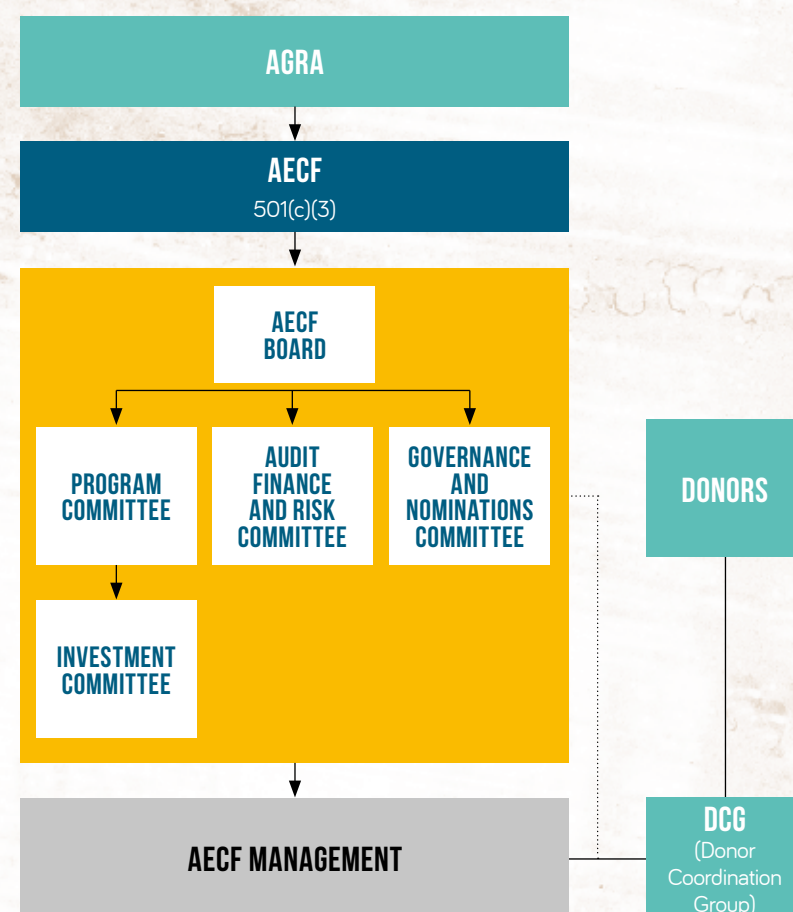 AGRA
AECF
501(c)(3)
AECF
BOARD
PROGRAM
COMMITTEE
AUDIT
FINANCE
AND RISK
COMMITTEE
GOVERNANCE
AND
NOMINATIONS
COMMITTEE
INVESTMENT
COMMITTEE
DONORS
AECF MANAGEMENT
DCG
(Donor
Coordination
Group)